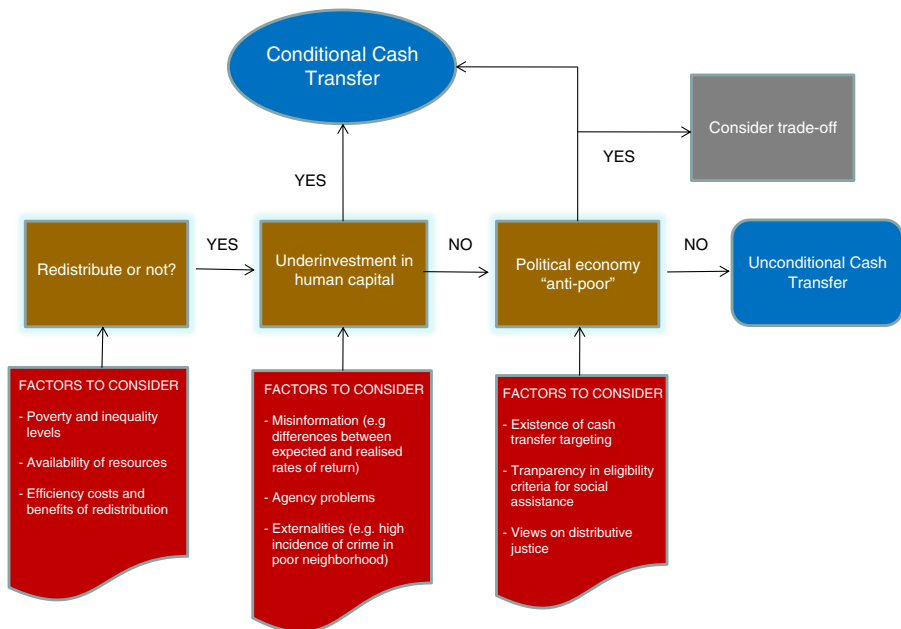 Conditional Cash
Transfer
Consider trade-off
YES
YES
Redistribute or not?
YES
Underinvestment in
human capital
NO
Political economy
“anti-poor”
NO
Unconditional Cash
Transfer
FACTORS TO CONSIDER
- Poverty and inequality
levels
- Availability of resources
- Efficiency costs and
benefits of redistribution
FACTORS TO CONSIDER
- Misinformation (e.g
differences between
expected and realised
rates of return)
- Agency problems
- Externalities (e.g. high
incidence of crime in
poor neighborhood)
FACTORS TO CONSIDER
- Existence of cash
transfer targeting
- Tranparency in eligibility
criteria for social
assistance
- Views on distributive
justice